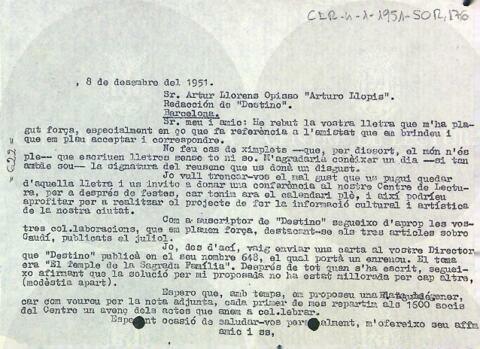 CER-4-1-1951-SOR,176
, 8 de desembre del 1951.
Sr. Artur Llorens Opisso "Arturo Llopis".
Redacción de "Destino".
Barcelona.
Sr. meu i amic: He rebut la vostra lletra que m'ha pla-
gut força, especialment en ço que fa referència a l'amistat que em brindeu i
que em plau acceptar i correspondre.
No feu cas de ximplets —que, per dissort, el món n'és
ple— que escriuen lletres sense to ni so. N'agradaria conèixer un dia —si tan
ambre sou— la signatura del reusenc que us donà un disgust.
Jo vull trencar-vos el mal gust que us pugui quedar
d'aquella lletra i us invito a donar una conferència al nostre Centre de Lectu-
ra, per a després de festes, car tenim ara el calendari plè, i així podríeu
aprofitar per a realitzar el projecte de fer la informació cultural i artística
de la nostra ciutat.
Com a suscriptor de "Destino" segueixo d'aprop les vos-
tres col.laboracions, que em plauen força, destacant-se els tres articles sobre
Gaudí, publicats el juliol.
Jo, dos d'ací, vaig enviar una carta al vostre Director
que "Destino" publicà en el seu nombre 648, el qual portà un enrenou. El tema
era "El Temple de la Sagrada Família". Després de tot quan s'ha escrit, seguei-
xo afirmant que la solució per mi proposada no ha estat millorada per cap altre,
(modèstia apart).
Espero que, amb temps, em proposeu una
car com voureu per la nota adjunta, cada primer de mes repartim als 1500 socis
del Centre un avenç dels actes que anem a cel.lebrar.
Esperant ocasió de saludar-vos personalment, m'ofereixo seu affm
amic i ss,